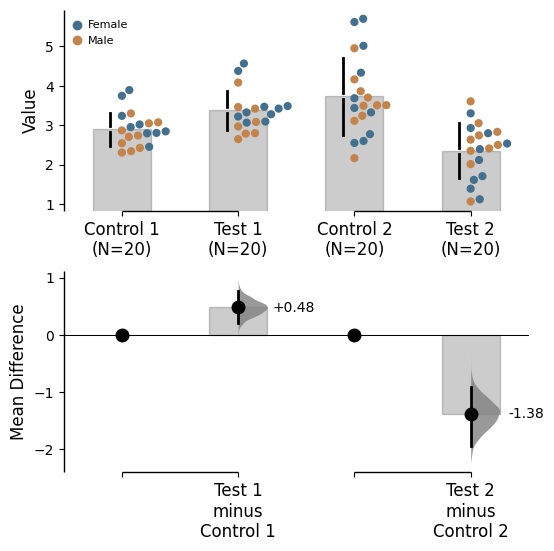 Female
Male
Value
5
4
3
2
1
Control 1 Test 1 Control 2 Test 2
(N=20) (N=20) (N=20) (N=20)
Mean Difference
1
0
−1
−2
+0.48
-1.38
Test 1 Test 2
minus minus
Control 1 Control 2